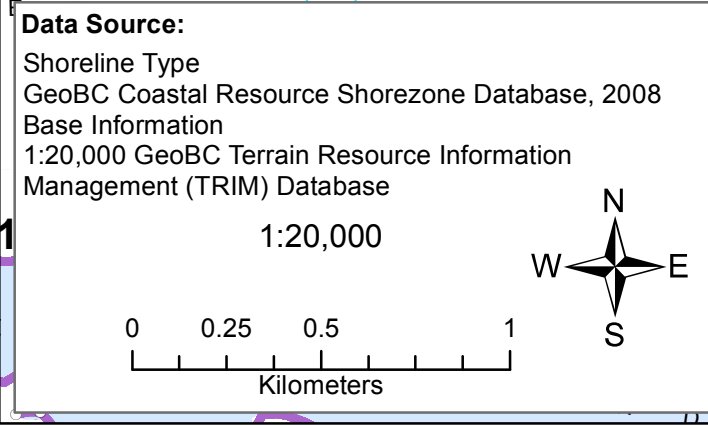 Data Source:
Shoreline Type
GeoBC Coastal Resource Shorezone Database, 2008
Base Information
1:20,000 GeoBC Terrain Resource Information
Management (TRIM) Database
1:20,000
N
W E
S
0 0.25 0.5 1
Kilometers
1